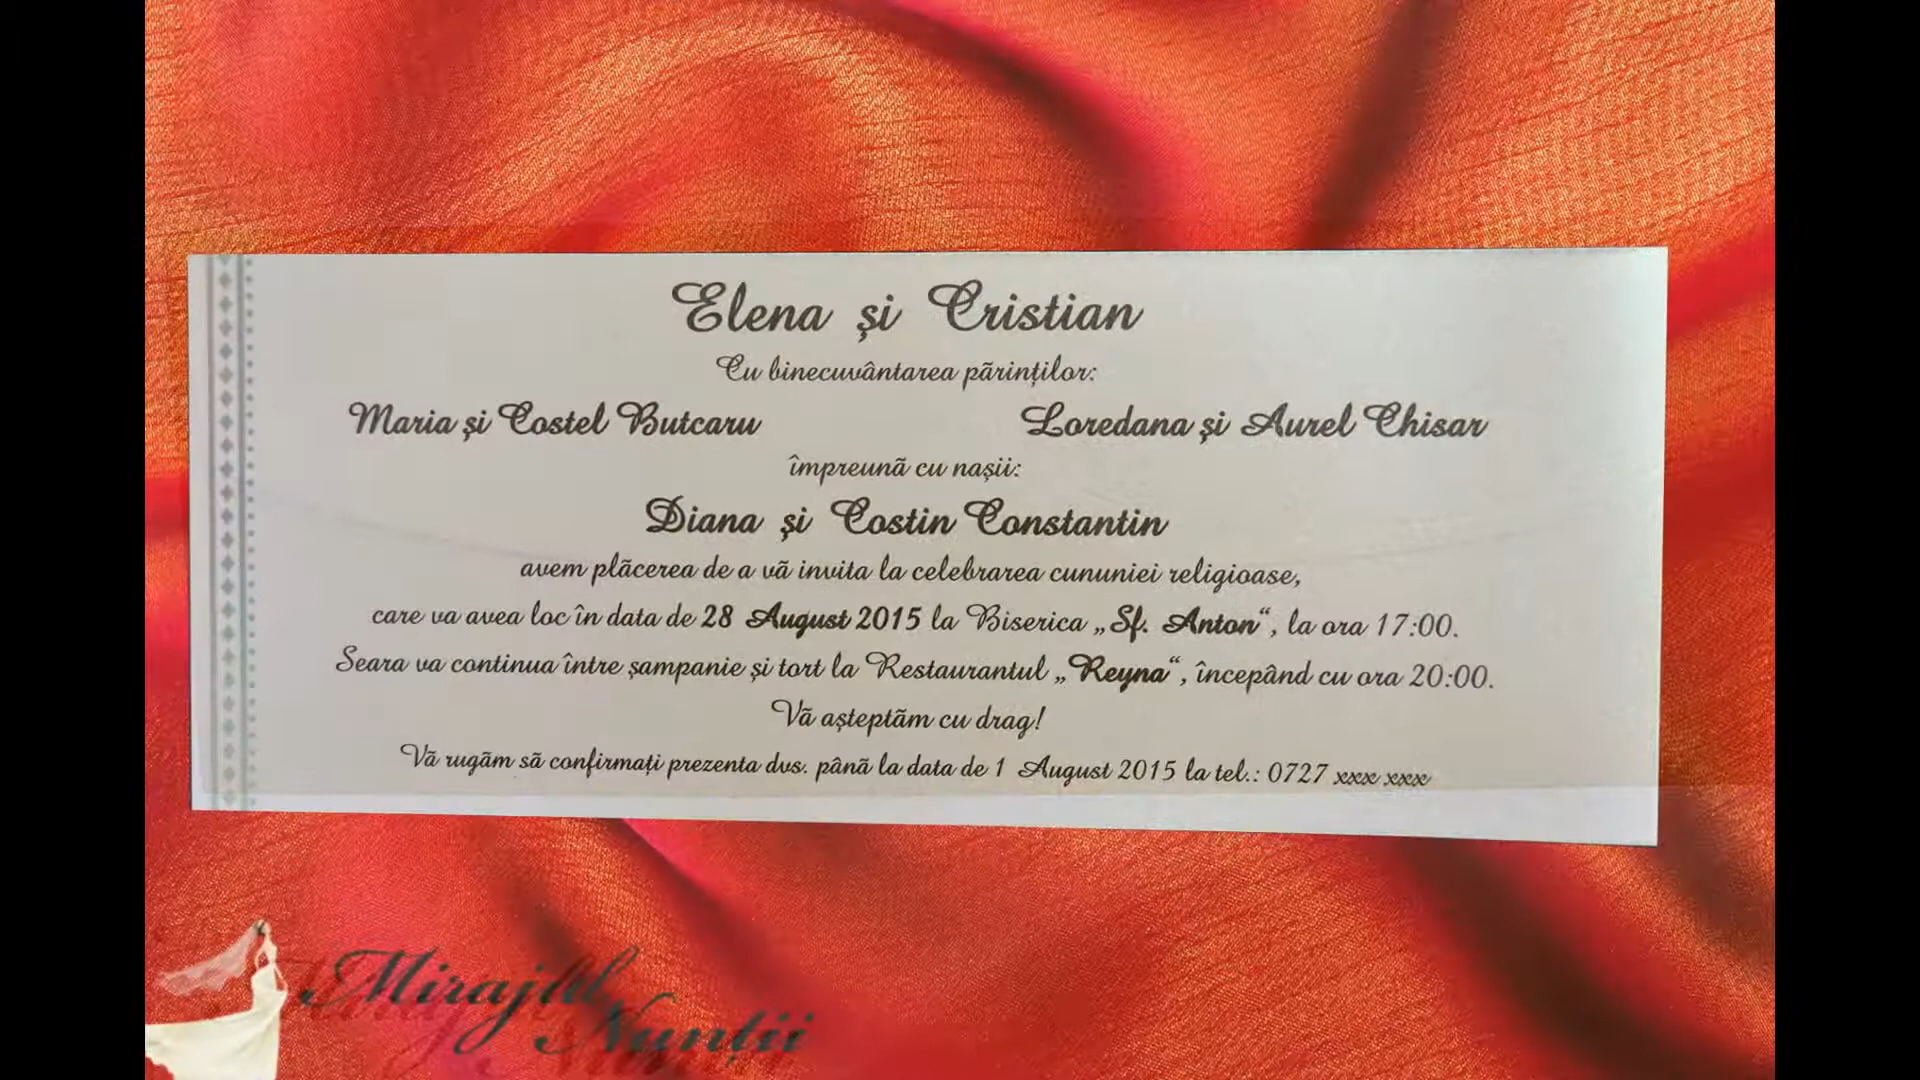 Elena și Cristian
Cu binecuvântarea părinților:
Maria și Costel Butcaru Loredana și Aurel Chisar
împreună cu nașii:
Diana și Costin Constantin
avem plăcerea de a vă invita la celebrarea cununiei religioase,
care va avea loc în data de 28 August 2015 la Biserica „Sf. Anton“, la ora 17:00.
Seara va continua între șampanie și tort la Restaurantul „Reyna“, începând cu ora 20:00.
Vă așteptăm cu drag!
Vă rugăm să confirmați prezenta dvs. până la data de 1 August 2015 la tel.: 0727 xxx xxx
Mirajul
Nunții